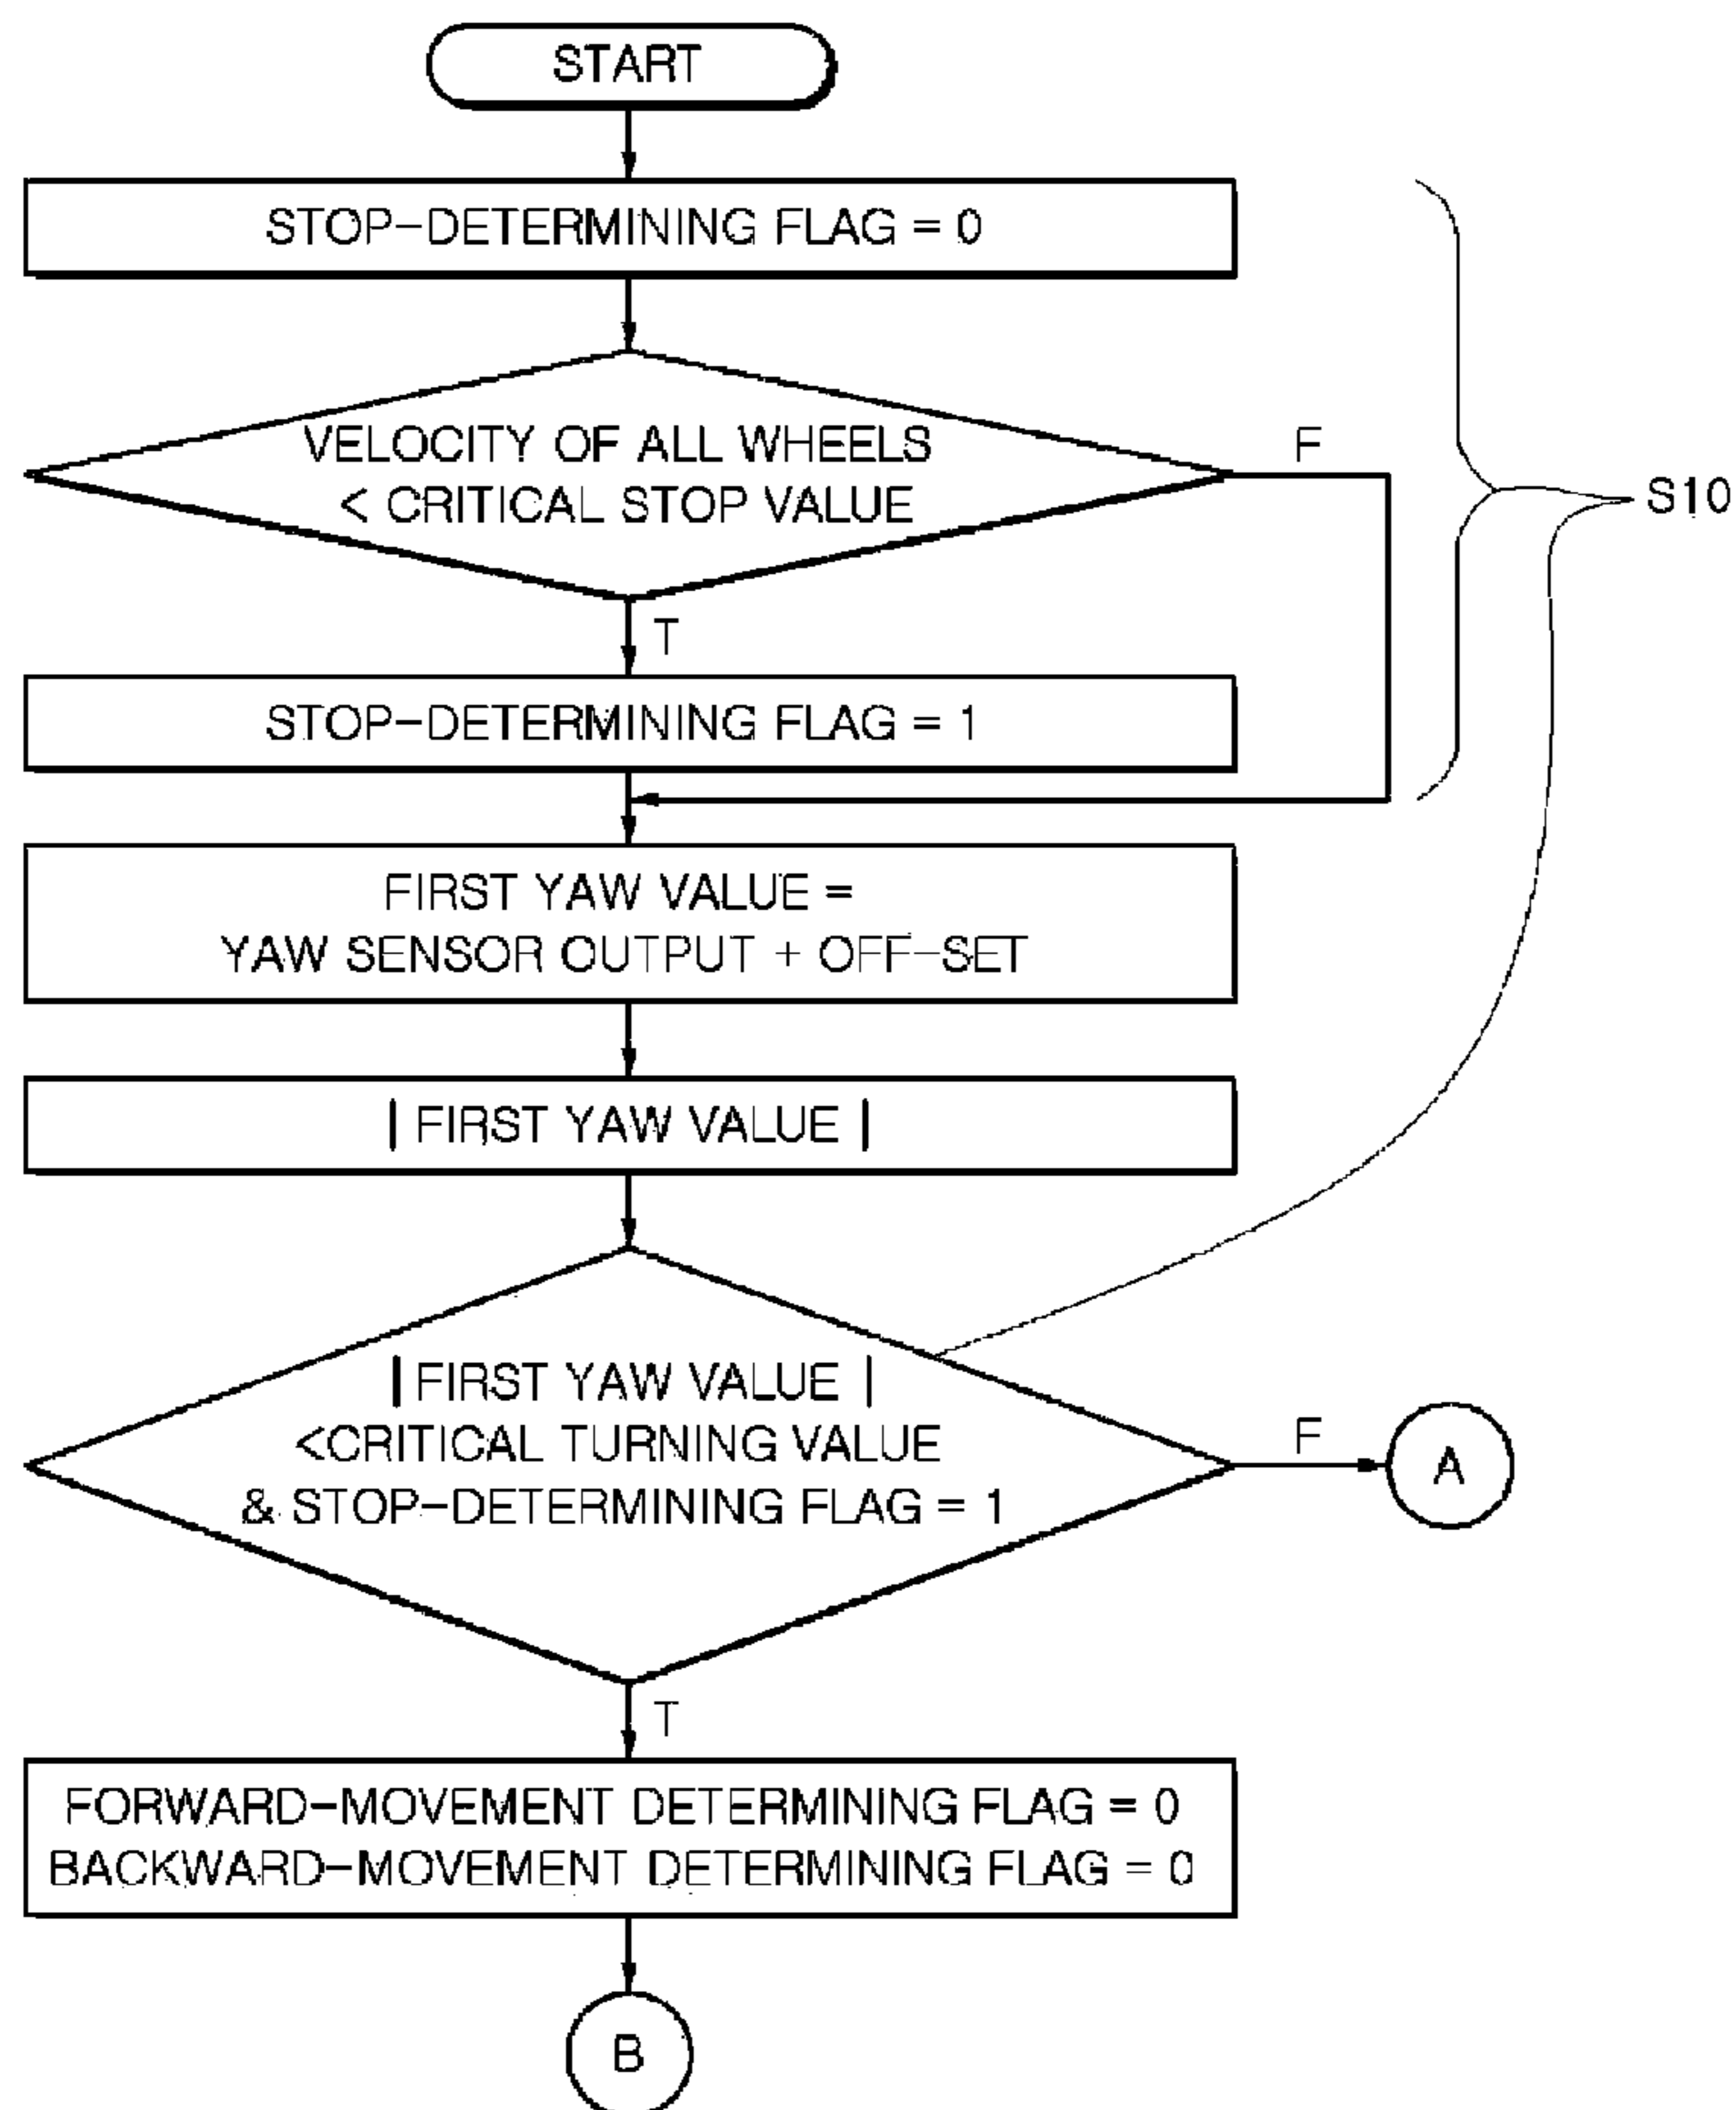 START
STOP-DETERMINING FLAG = 0
VELOCITY OF ALL WHEELS
< CRITICAL STOP VALUE
F
S10
T
STOP-DETERMINING FLAG = 1
FIRST YAW VALUE =
YAW SENSOR OUTPUT + OFF-SET
| FIRST YAW VALUE |
| FIRST YAW VALUE |
<CRITICAL TURNING VALUE
& STOP-DETERMINING FLAG = 1
F
A
T
FORWARD-MOVEMENT DETERMINING FLAG = 0
BACKWARD-MOVEMENT DETERMINING FLAG = 0
B